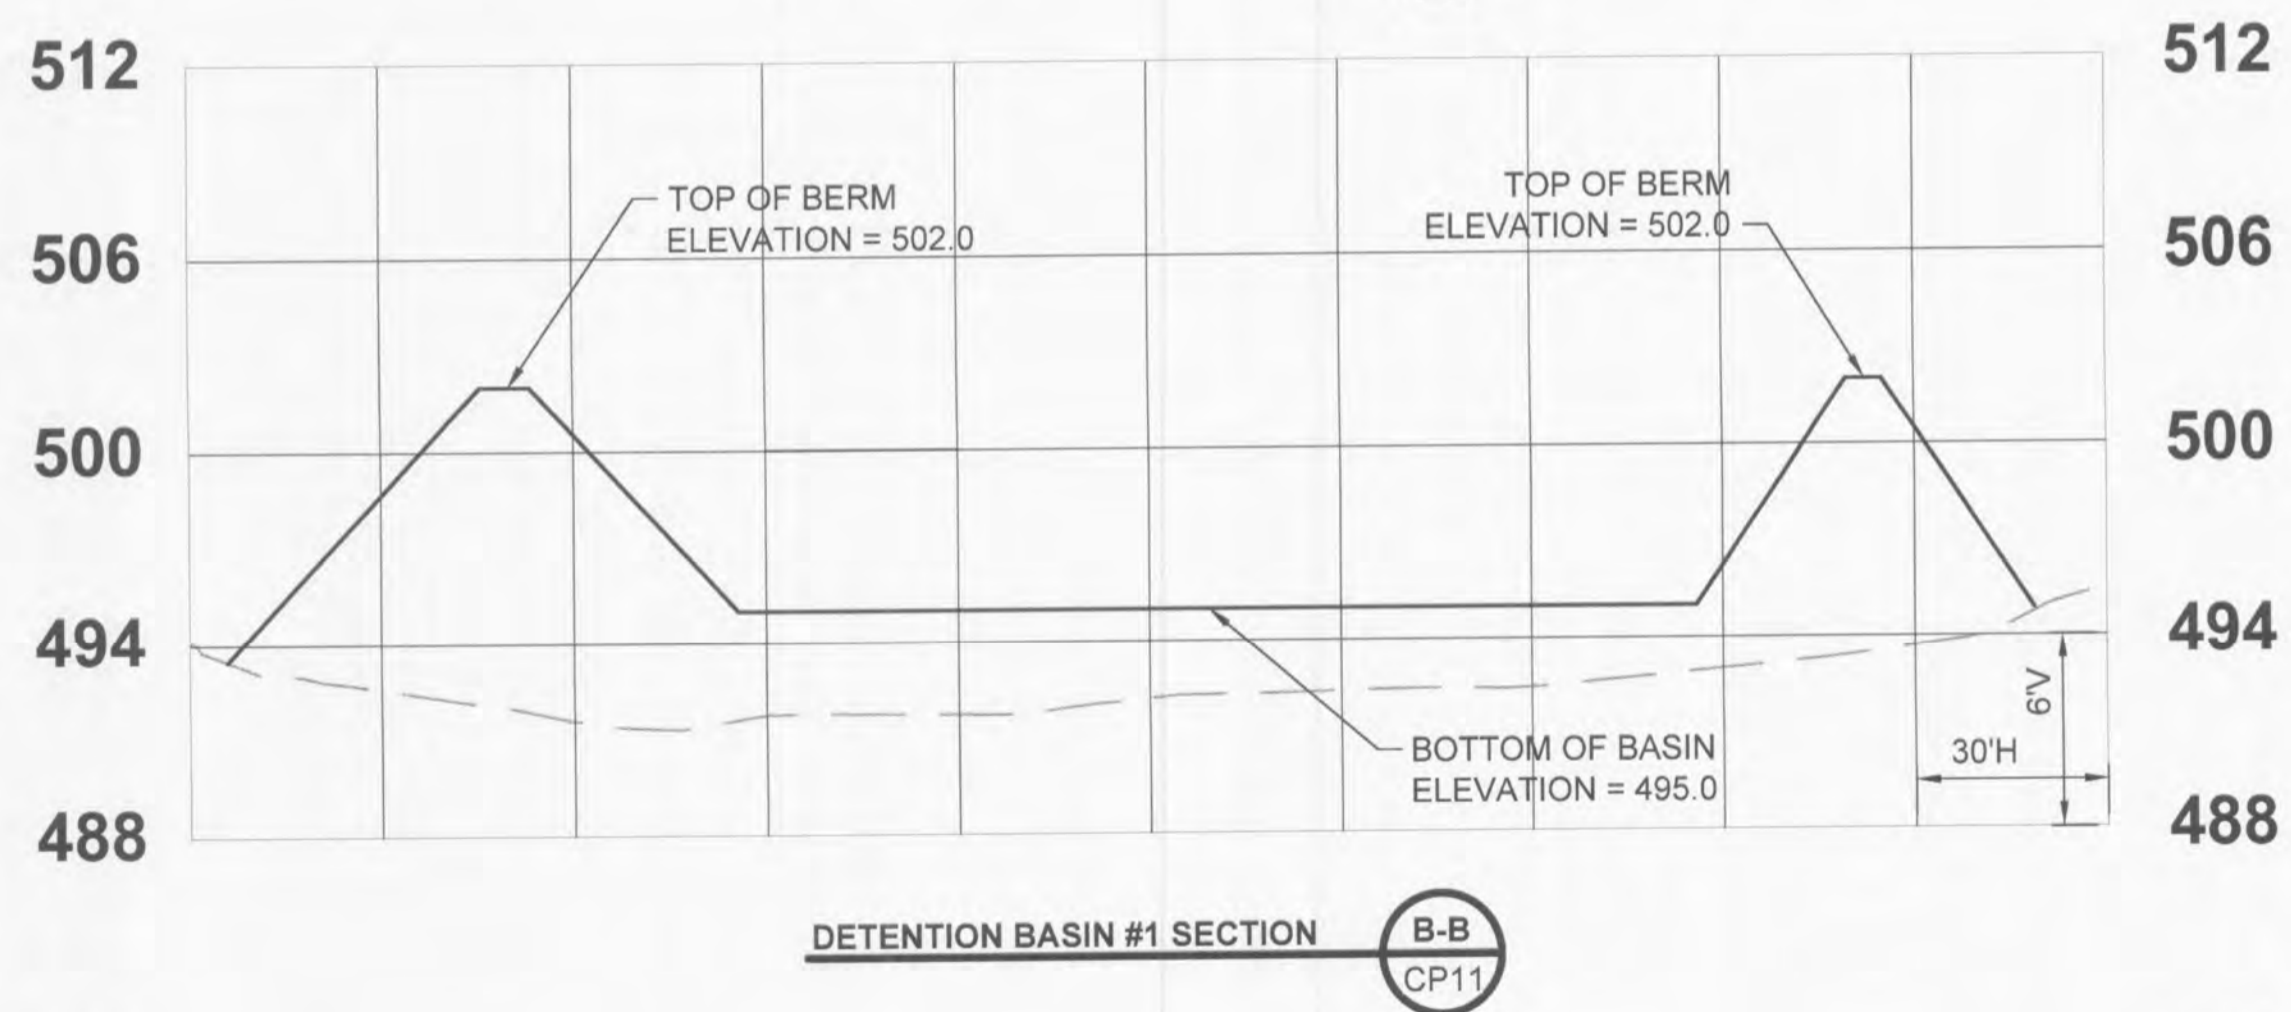 512
512
TOP OF BERM
ELEVATION = 502.0
TOP OF BERM
ELEVATION = 502.0
506
506
500
500
494
494
6'V
30'H
BOTTOM OF BASIN
ELEVATION = 495.0
488
488
DETENTION BASIN #1 SECTION
B-B
CP11